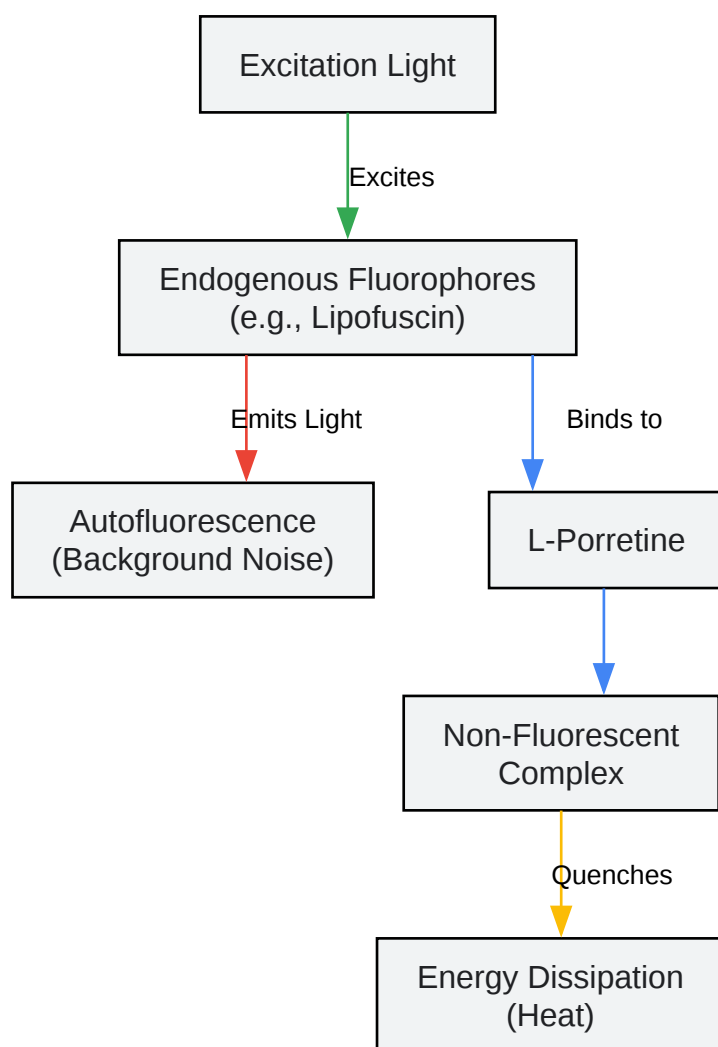 Excitation Light
Excites
Endogenous Fluorophores
(e.g., Lipofuscin)
Emits Light
Binds to
Autofluorescence
(Background Noise)
L-Porretine
Non-Fluorescent
Complex
Quenches
Energy Dissipation
(Heat)